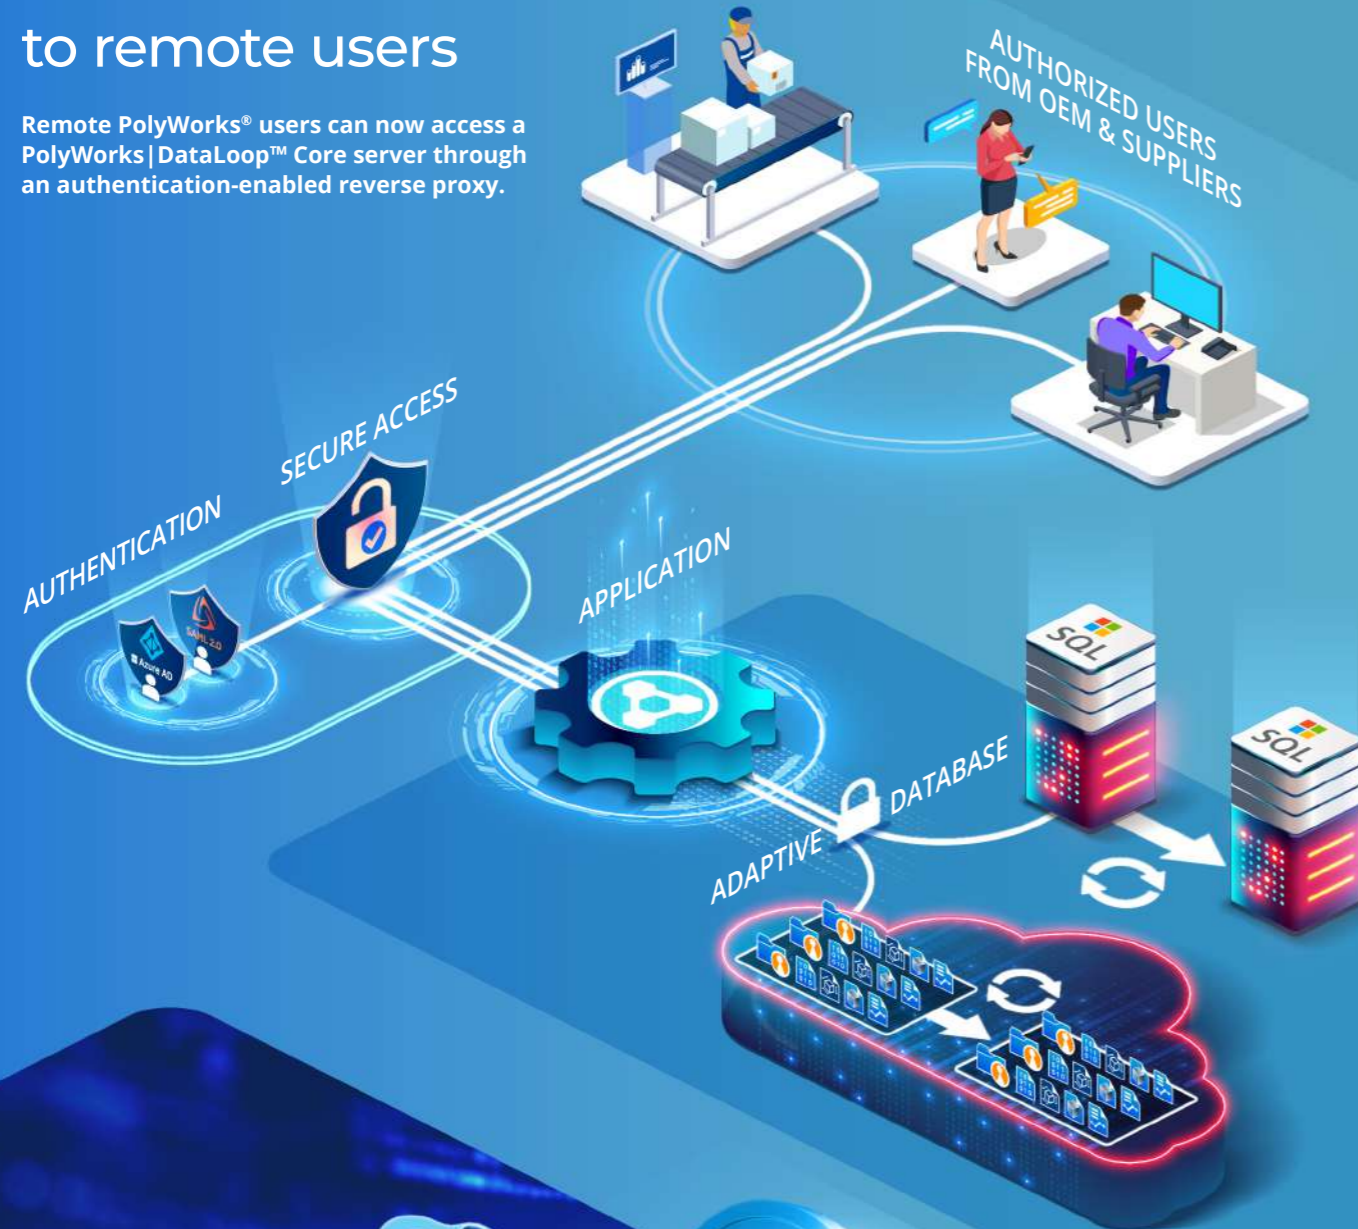 to remote users
Remote PolyWorks® users can now access a
PolyWorks|DataLoop™ Core server through
an authentication-enabled reverse proxy.
AUTHORIZED USERS
FROM OEM & SUPPLIERS
SECURE ACCESS
AUTHENTICATION
SAML 2.0
Azure AD
APPLICATION
SQL
SQL
ADAPTIVE DATABASE